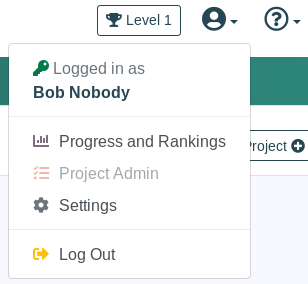 Level 1
Logged in as
Bob Nobody
Progress and Rankings
Project
Project Admin
Settings
Log Out